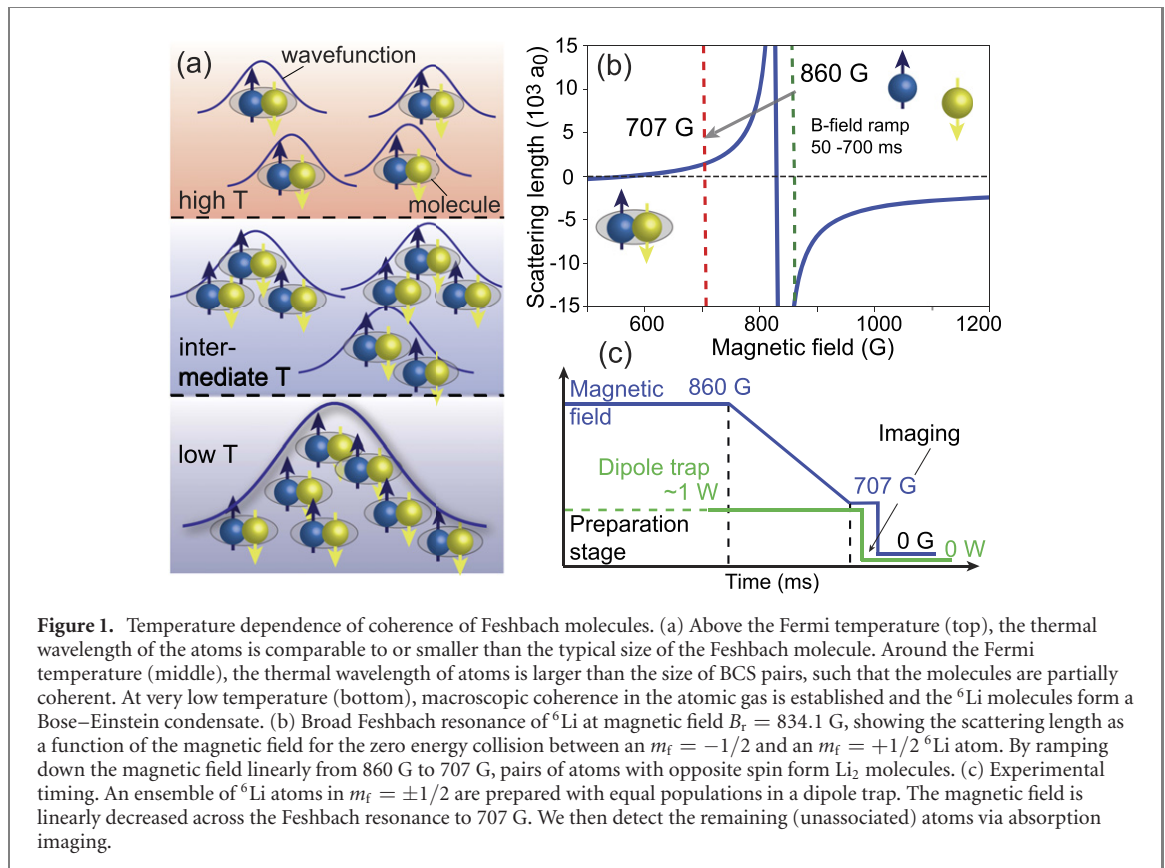 (a)
wavefunction
molecule
high T
inter-
mediate T
low T
(b)
Scattering length (10³ a₀)
15
10
5
0
-5
-10
-15
860 G
707 G
B-field ramp
50 -700 ms
600
800
1000
1200
Magnetic field (G)
(c)
Magnetic
field
860 G
Imaging
Dipole trap
~1 W
707 G
Preparation
stage
0 G
0 W
Time (ms)
Figure 1. Temperature dependence of coherence of Feshbach molecules. (a) Above the Fermi temperature (top), the thermal
wavelength of the atoms is comparable to or smaller than the typical size of the Feshbach molecule. Around the Fermi
temperature (middle), the thermal wavelength of atoms is larger than the size of BCS pairs, such that the molecules are partially
coherent. At very low temperature (bottom), macroscopic coherence in the atomic gas is established and the ⁶Li molecules form a
Bose–Einstein condensate. (b) Broad Feshbach resonance of ⁶Li at magnetic field Bᵣ = 834.1 G, showing the scattering length as
a function of the magnetic field for the zero energy collision between an m_f = −1/2 and an m_f = +1/2 ⁶Li atom. By ramping
down the magnetic field linearly from 860 G to 707 G, pairs of atoms with opposite spin form Li₂ molecules. (c) Experimental
timing. An ensemble of ⁶Li atoms in m_f = ±1/2 are prepared with equal populations in a dipole trap. The magnetic field is
linearly decreased across the Feshbach resonance to 707 G. We then detect the remaining (unassociated) atoms via absorption
imaging.